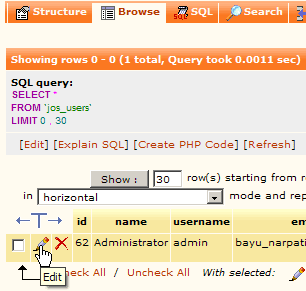 Structure Browse SQL Search
Showing rows 0 - 0 (1 total, Query took 0.0011 sec)
SQL query:
SELECT *
FROM 'jos_users'
LIMIT 0 , 30
[Edit] [Explain SQL] [Create PHP Code] [Refresh]
Show : 30 row(s) starting from
in horizontal mode and rep
id name username em
62 Administrator admin bayu_narpati
Edit
Check All / Uncheck All With selected: